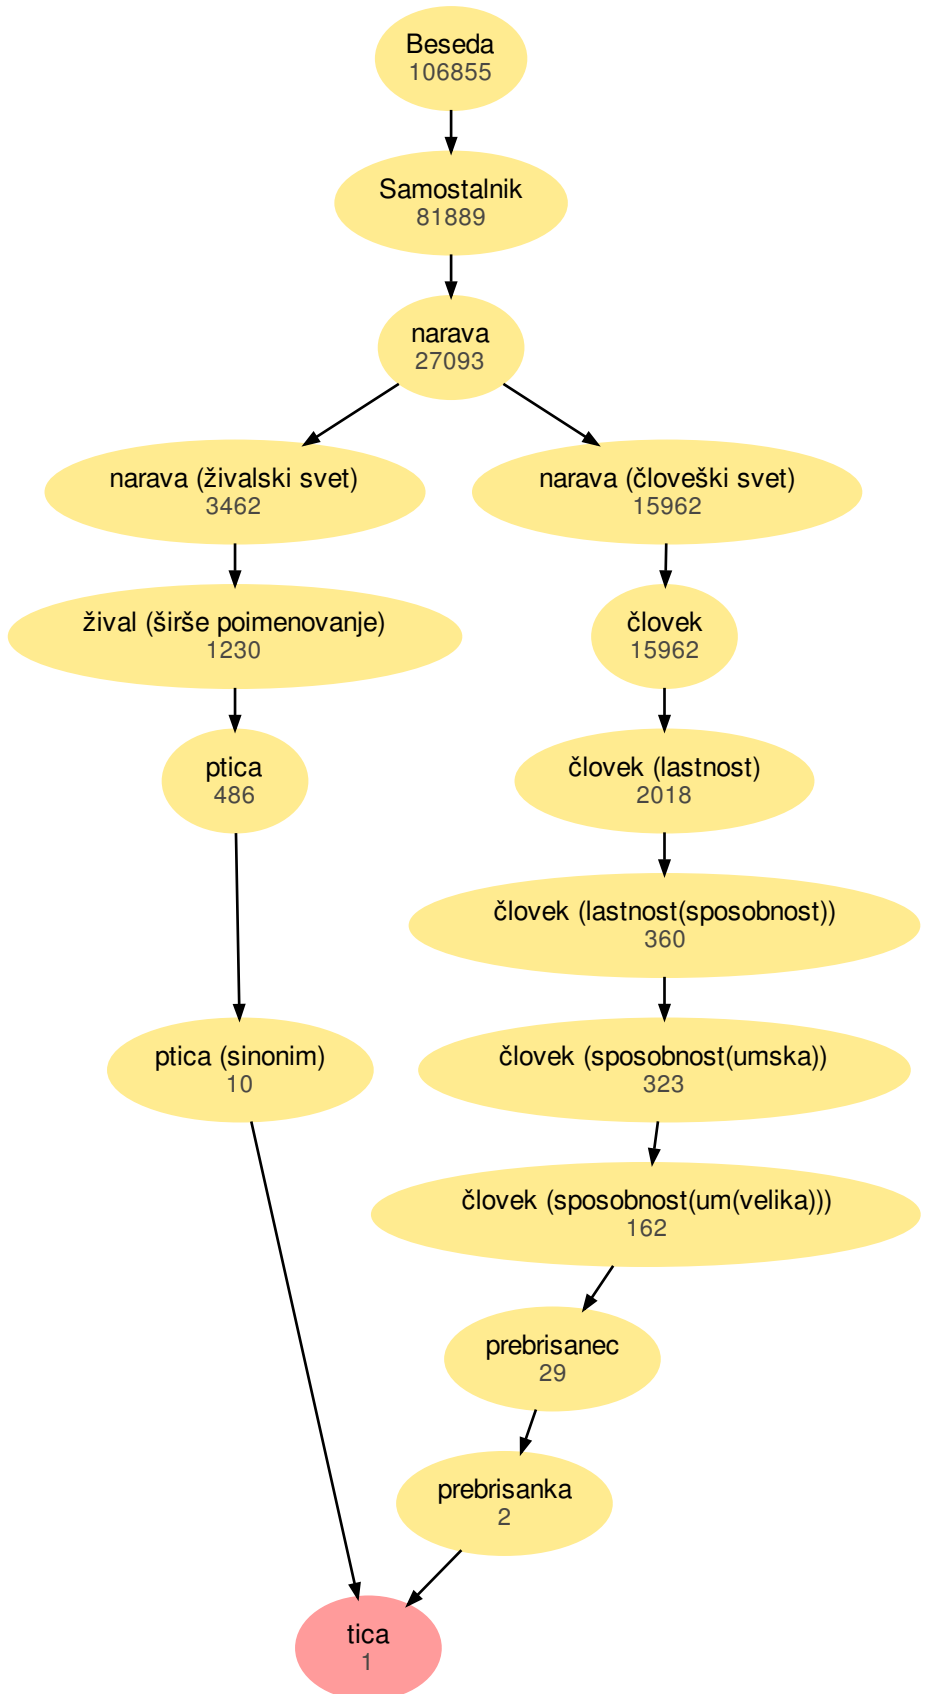 Beseda
106855
Samostalnik
81889
narava
27093
narava (živalski svet)
3462
narava (človeški svet)
15962
žival (širše poimenovanje)
1230
človek
15962
ptica
486
človek (lastnost)
2018
človek (lastnost(sposobnost))
360
ptica (sinonim)
10
človek (sposobnost(umska))
323
človek (sposobnost(um(velika)))
162
prebrisanec
29
prebrisanka
2
tica
1